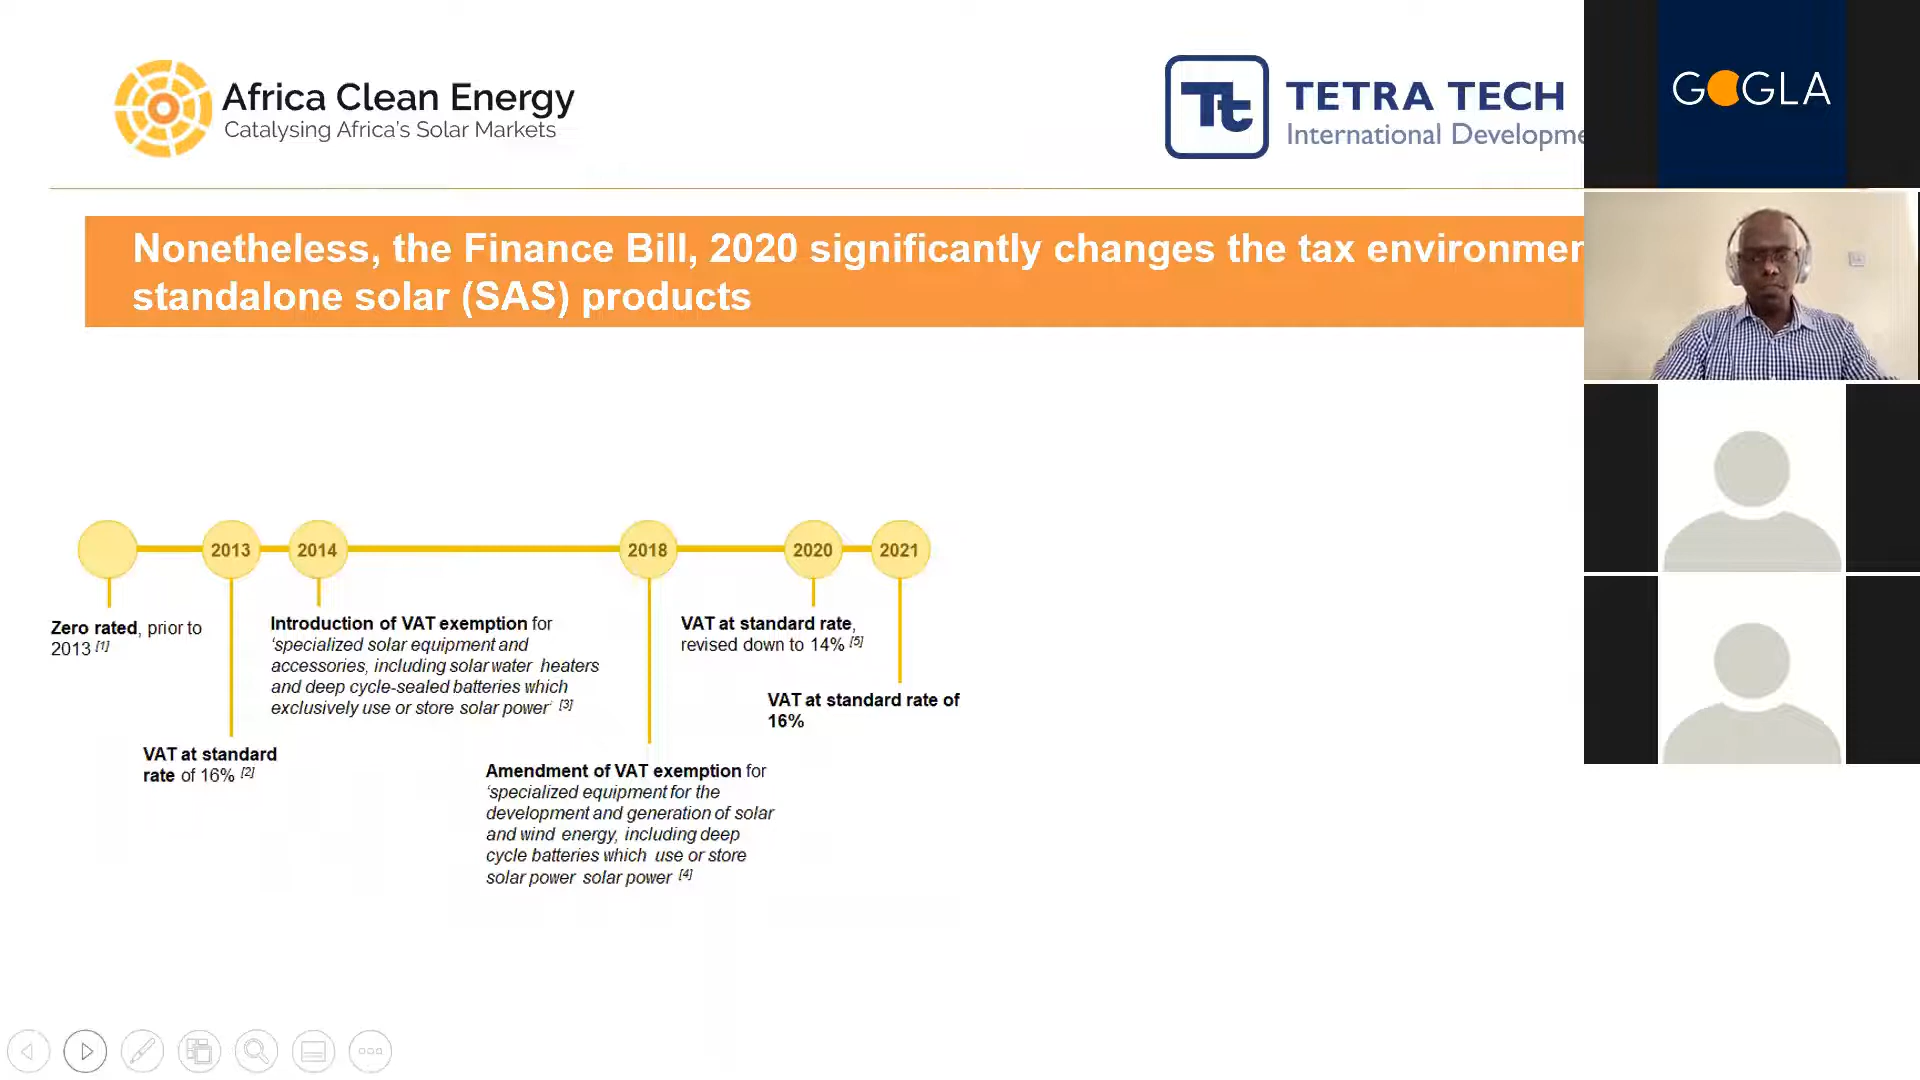 Africa Clean Energy
Catalysing Africa's Solar Markets
Tt
TETRA TECH
International Developme
GOGLA
Nonetheless, the Finance Bill, 2020 significantly changes the tax environmen
standalone solar (SAS) products
2013
2014
2018
2020
2021
Zero rated, prior to
2013 [1]
VAT at standard
rate of 16% [2]
Introduction of VAT exemption for
'specialized solar equipment and
accessories, including solar water heaters
and deep cycle-sealed batteries which
exclusively use or store solar power' [3]
Amendment of VAT exemption for
'specialized equipment for the
development and generation of solar
and wind energy, including deep
cycle batteries which use or store
solar power solar power [4]
VAT at standard rate,
revised down to 14% [5]
VAT at standard rate of
16%